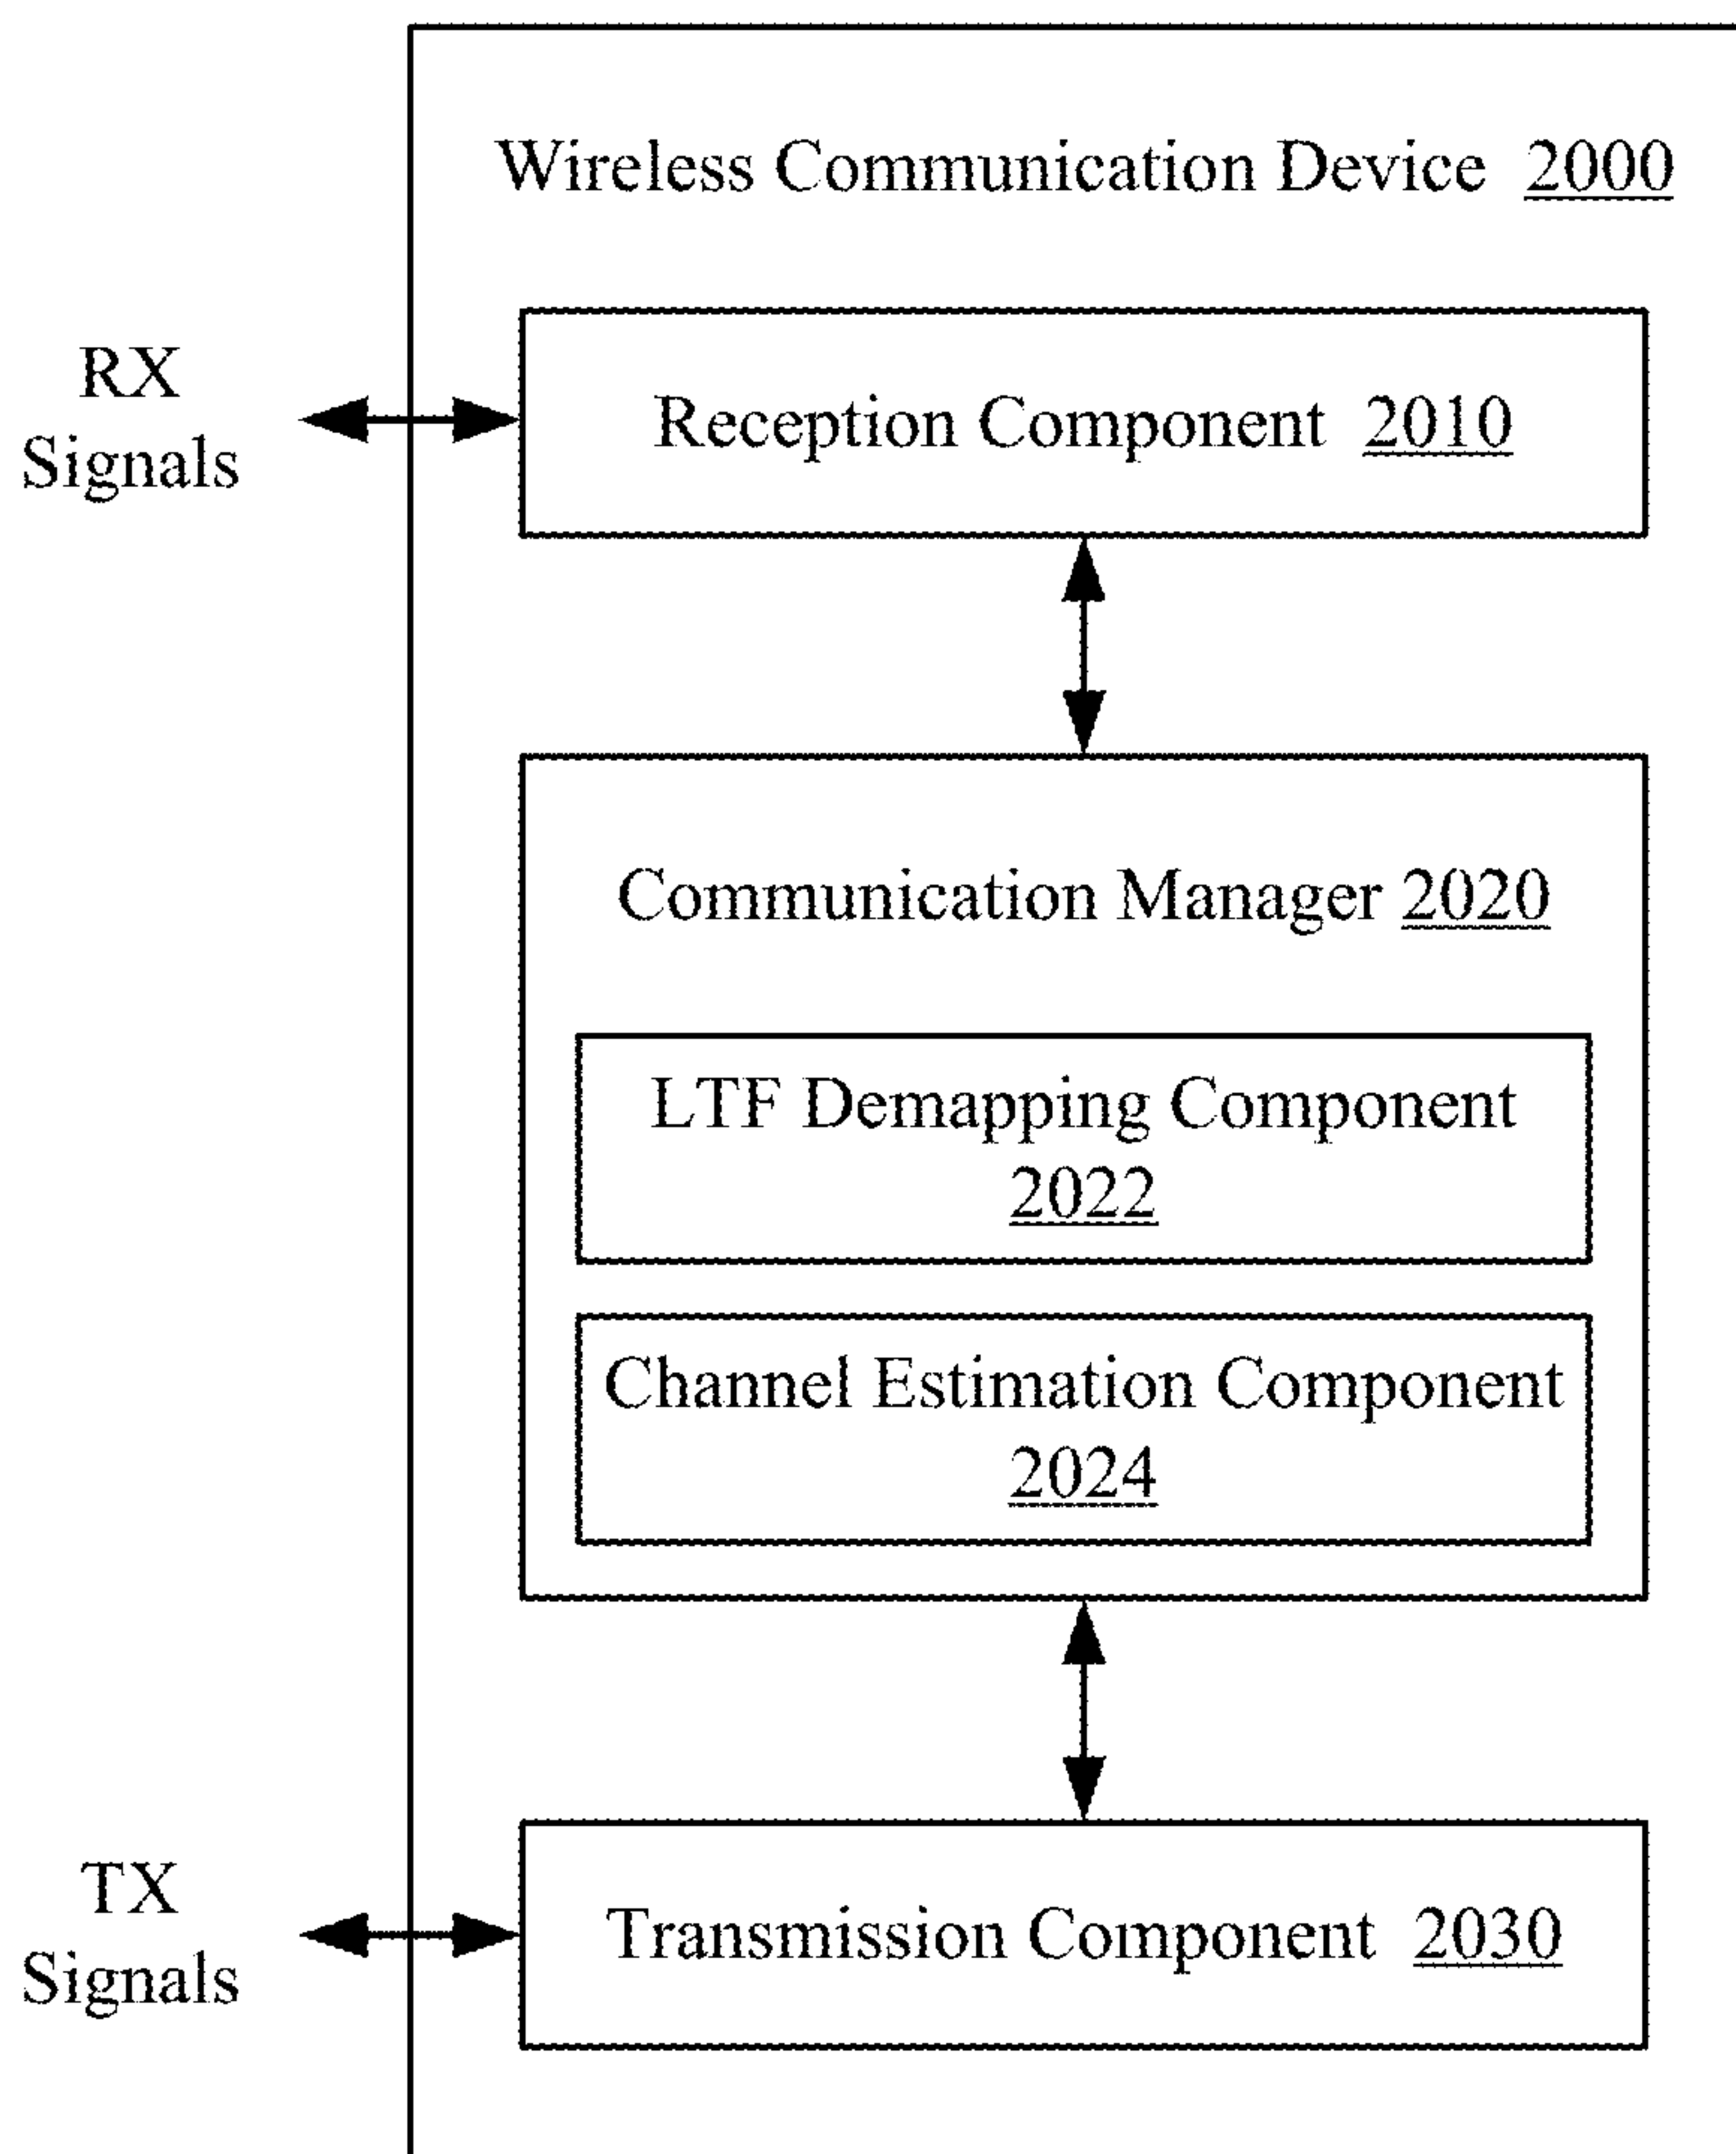 Wireless Communication Device 2000
RX
Signals
Reception Component 2010
Communication Manager 2020
LTF Demapping Component
2022
Channel Estimation Component
2024
TX
Signals
Transmission Component 2030